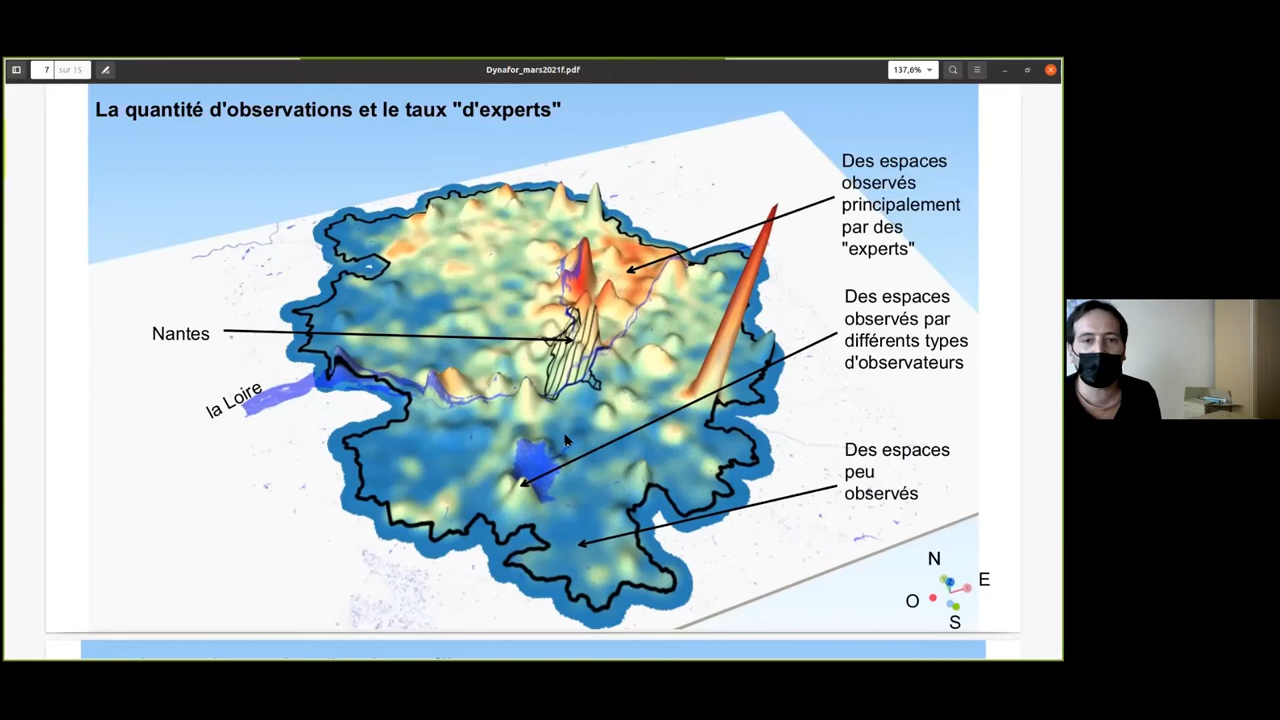 7 sur 15
Dynafor_mars2021f.pdf
137,6%
La quantité d'observations et le taux "d'experts"
Des espaces
observés
principalement
par des
"experts"
Des espaces
observés par
différents types
d'observateurs
Nantes
la Loire
Des espaces
peu
observés
N
E
O
S